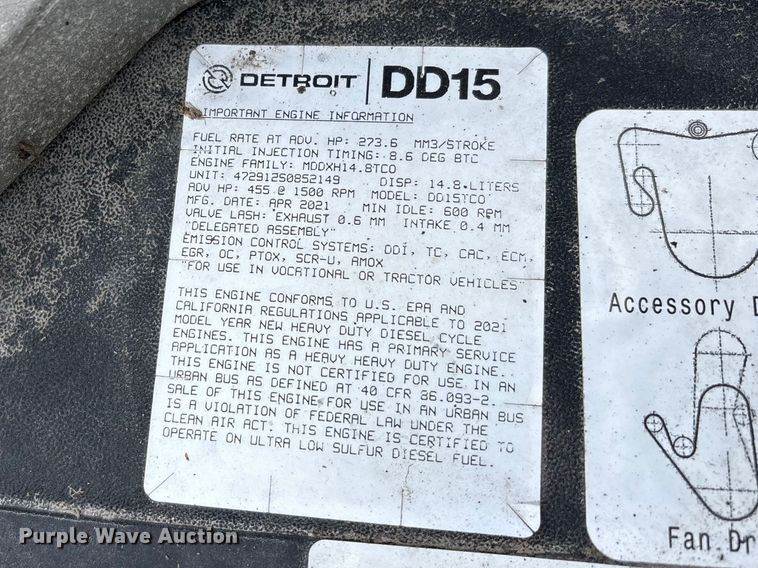 DETROIT DD15
IMPORTANT ENGINE INFORMATION
FUEL RATE AT ADV. HP: 273.6 MM3/STROKE
INITIAL INJECTION TIMING: 8.6 DEG BTC
ENGINE FAMILY: MDDXH14.8TCO
UNIT: 472912S0852149 DISP: 14.8 LITERS
ADV HP: 455 @ 1500 RPM MODEL: DD15TCO
MFG. DATE: APR 2021 MIN IDLE: 600 RPM
VALVE LASH: EXHAUST 0.6 MM INTAKE 0.4 MM
"DELEGATED ASSEMBLY"
EMISSION CONTROL SYSTEMS: DDI, TC, CAC, ECM,
EGR, OC, PTOX, SCR-U, AMOX
"FOR USE IN VOCATIONAL OR TRACTOR VEHICLES"
THIS ENGINE CONFORMS TO U.S. EPA AND
CALIFORNIA REGULATIONS APPLICABLE TO 2021
MODEL YEAR NEW HEAVY DUTY DIESEL CYCLE
ENGINES. THIS ENGINE HAS A PRIMARY SERVICE
APPLICATION AS A HEAVY HEAVY DUTY ENGINE.
THIS ENGINE IS NOT CERTIFIED FOR USE IN AN
URBAN BUS AS DEFINED AT 40 CFR 86.093-2.
SALE OF THIS ENGINE FOR USE IN AN URBAN BUS
IS A VIOLATION OF FEDERAL LAW UNDER THE
CLEAN AIR ACT. THIS ENGINE IS CERTIFIED TO
OPERATE ON ULTRA LOW SULFUR DIESEL FUEL.
Accessory D
Fan Dr
Purple Wave Auction